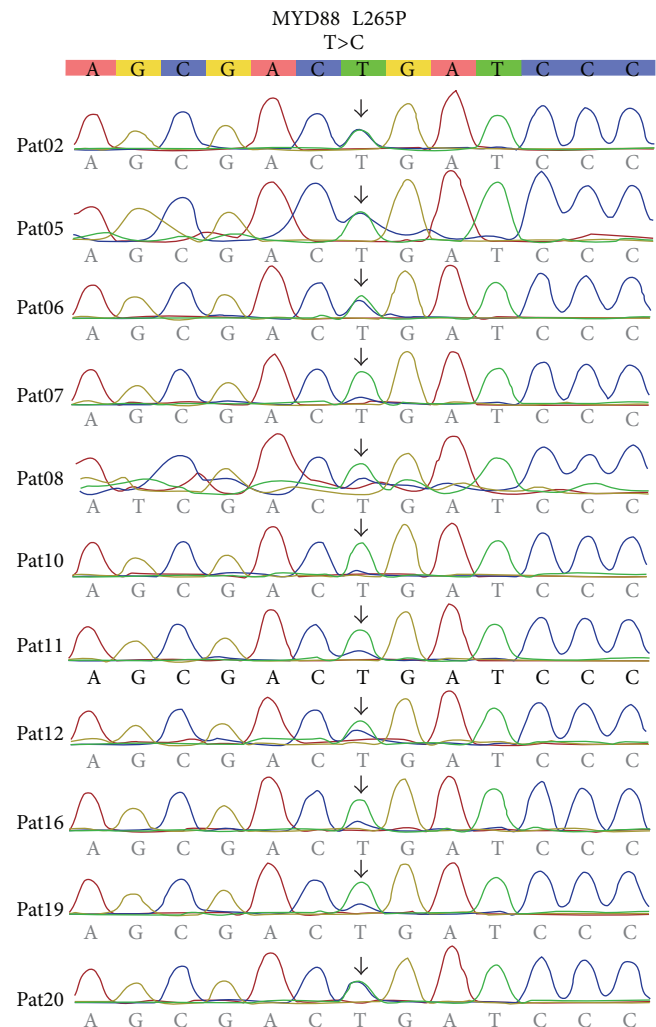 MYD88 L265P
T>C
A G C G A C T G A T C C C
Pat02
A G C G A C T G A T C C C
Pat05
A G C G A C T G A T C C C
Pat06
A G C G A C T G A T C C C
Pat07
A G C G A C T G A T C C C
Pat08
A T C G A C T G A T C C C
Pat10
A G C G A C T G A T C C C
Pat11
A G C G A C T G A T C C C
Pat12
A G C G A C T G A T C C C
Pat16
A G C G A C T G A T C C C
Pat19
A G C G A C T G A T C C C
Pat20
A G C G A C T G A T C C C